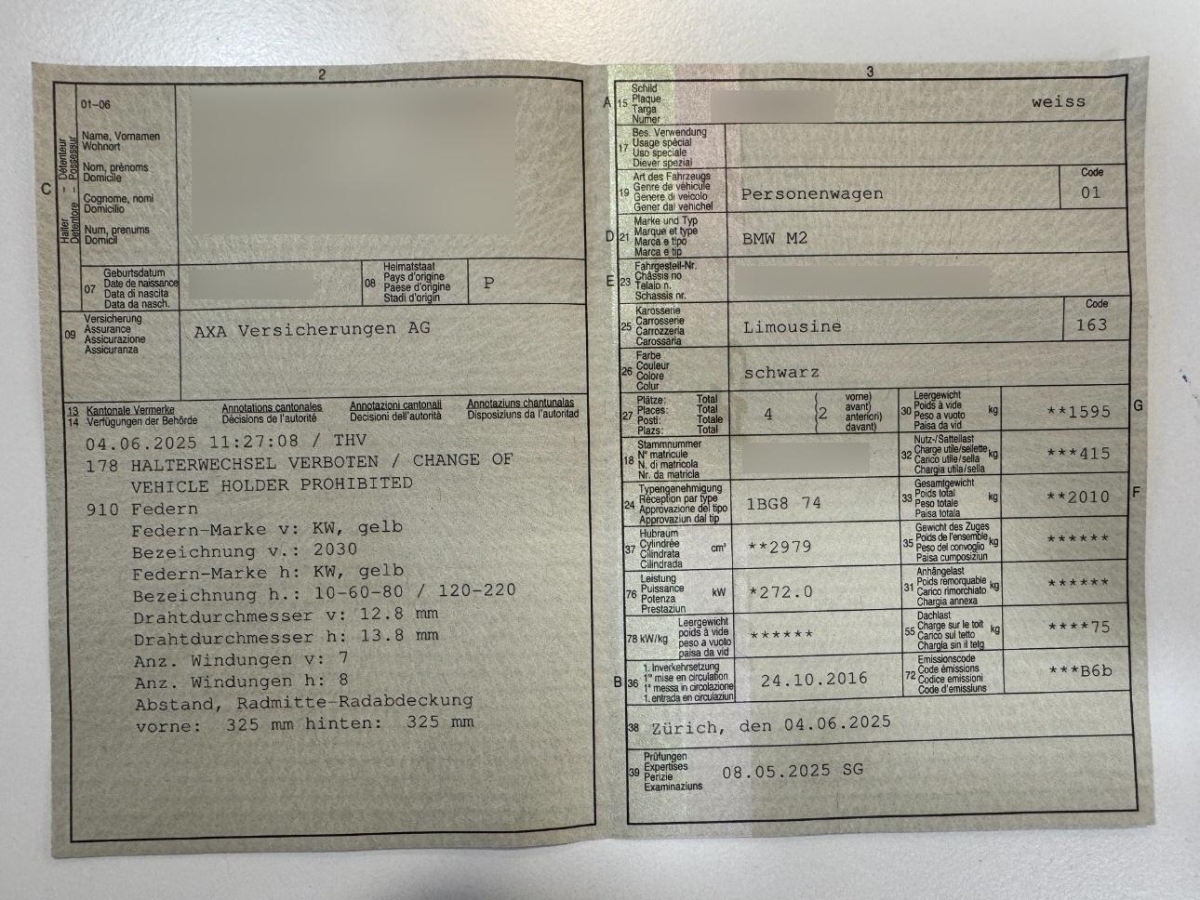 2
01-06
C
Halter - Détenteur
Detentore - Possessur
Name, Vornamen
Wohnort
Nom, prénoms
Domicile
Cognome, nomi
Domicilio
Num, prenums
Domicil
07
Geburtsdatum
Date de naissance
Data di nascita
Data da nasch.
08
Heimatstaat
Pays d'origine
Paese d'origine
Stadi d'origin
P
09
Versicherung
Assurance
Assicurazione
Assicuranza
AXA Versicherungen AG
13 Kantonale Vermerke Annotations cantonales Annotazioni cantonali Annotaziuns chantunalas
14 Verfügungen der Behörde Décisions de l'autorité Decisioni dell'autorità Disposiziuns da l'autoritad
04.06.2025 11:27:08 / THV
178 HALTERWECHSEL VERBOTEN / CHANGE OF
VEHICLE HOLDER PROHIBITED
910 Federn
Federn-Marke v: KW, gelb
Bezeichnung v.: 2030
Federn-Marke h: KW, gelb
Bezeichnung h.: 10-60-80 / 120-220
Drahtdurchmesser v: 12.8 mm
Drahtdurchmesser h: 13.8 mm
Anz. Windungen v: 7
Anz. Windungen h: 8
Abstand, Radmitte-Radabdeckung
vorne: 325 mm hinten: 325 mm
3
A 15
Schild
Plaque
Targa
Numer
weiss
17
Bes. Verwendung
Usage spécial
Uso speciale
Diever spezial
19
Art des Fahrzeugs
Genre de véhicule
Genere di veicolo
Gener dal vehichel
Personenwagen
Code
01
D 21
Marke und Typ
Marque et type
Marca e tipo
Marca e tip
BMW M2
E 23
Fahrgestell-Nr.
Châssis no
Telaio n.
Schassis nr.
25
Karosserie
Carrosserie
Carrozzeria
Carossaria
Limousine
Code
163
26
Farbe
Couleur
Colore
Colur
schwarz
27
Plätze: Total
Places: Total
Posti: Totale
Plazs: Total
4
(2
vorne)
avant)
anteriori)
davant)
30
Leergewicht
Poids à vide
Peso a vuoto
Paisa da vid
kg
**1595
G
18
Stammnummer
N° matricule
N. di matricola
Nr. da matricla
32
Nutz-/Sattellast
Charge utile/sellette
Carico utile/sella
Chargia utila/sella
kg
***415
24
Typengenehmigung
Réception par type
Approvazione del tipo
Approvaziun dal tip
1BG8 74
33
Gesamtgewicht
Poids total
Peso totale
Paisa totala
kg
**2010
F
37
Hubraum
Cylindrée
Cilindrata
Cilindrada
cm³
**2979
35
Gewicht des Zuges
Poids de l'ensemble
Peso del convoglio
Paisa cumposiziun
kg
******
76
Leistung
Puissance
Potenza
Prestaziun
kW
*272.0
31
Anhängelast
Poids remorquable
Carico rimorchiato
Chargia annexa
kg
******
78 kW/kg
Leergewicht
poids à vide
peso a vuoto
paisa da vid
******
55
Dachlast
Charge sur le toit
Carico sul tetto
Chargia sin il tetg
kg
****75
B 36
1. Inverkehrsetzung
1re mise en circulation
1a messa in circolazione
1. entrada en circulaziun
24.10.2016
72
Emissionscode
Code émissions
Codice emissioni
Code d'emissiuns
***B6b
38 Zürich, den 04.06.2025
39
Prüfungen
Expertises
Perizie
Examinaziuns
08.05.2025 SG